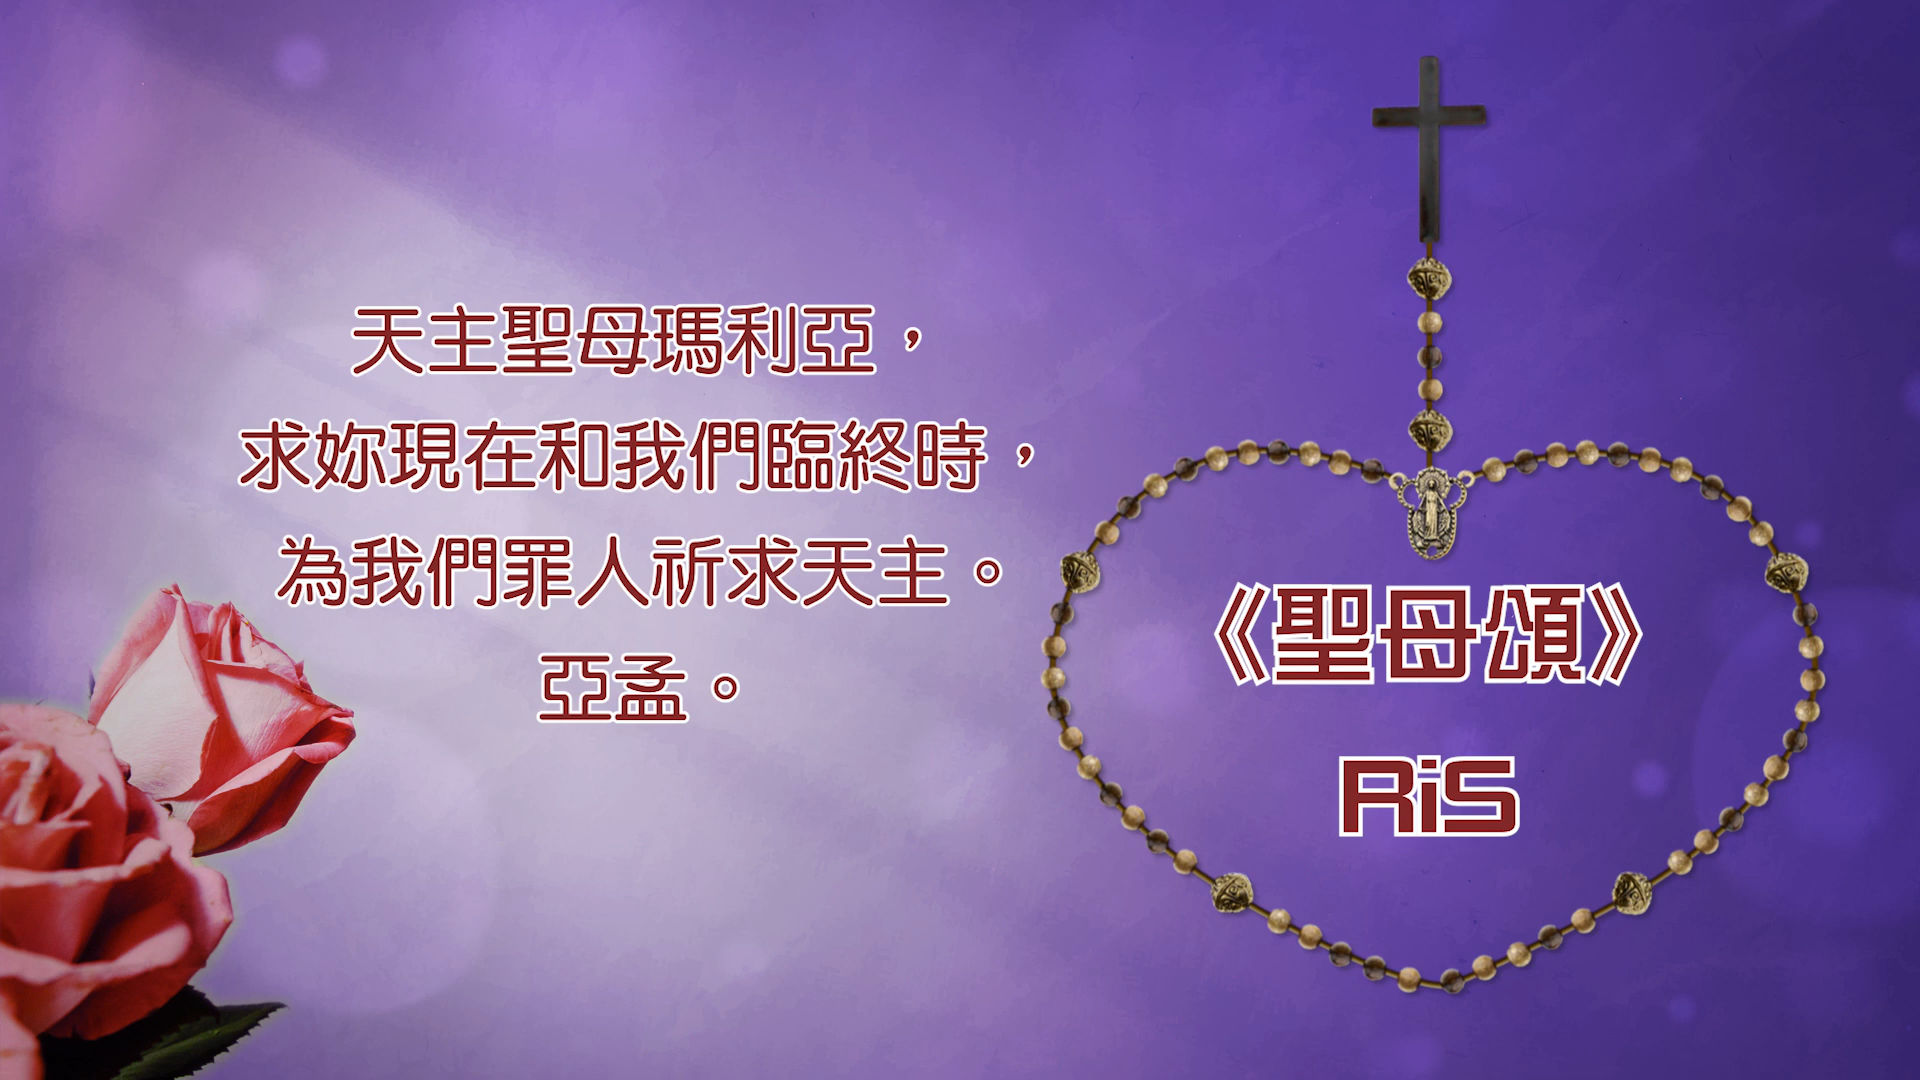 天主聖母瑪利亞，
求妳現在和我們臨終時，
為我們罪人祈求天主。
亞孟。
《聖母頌》
RiS